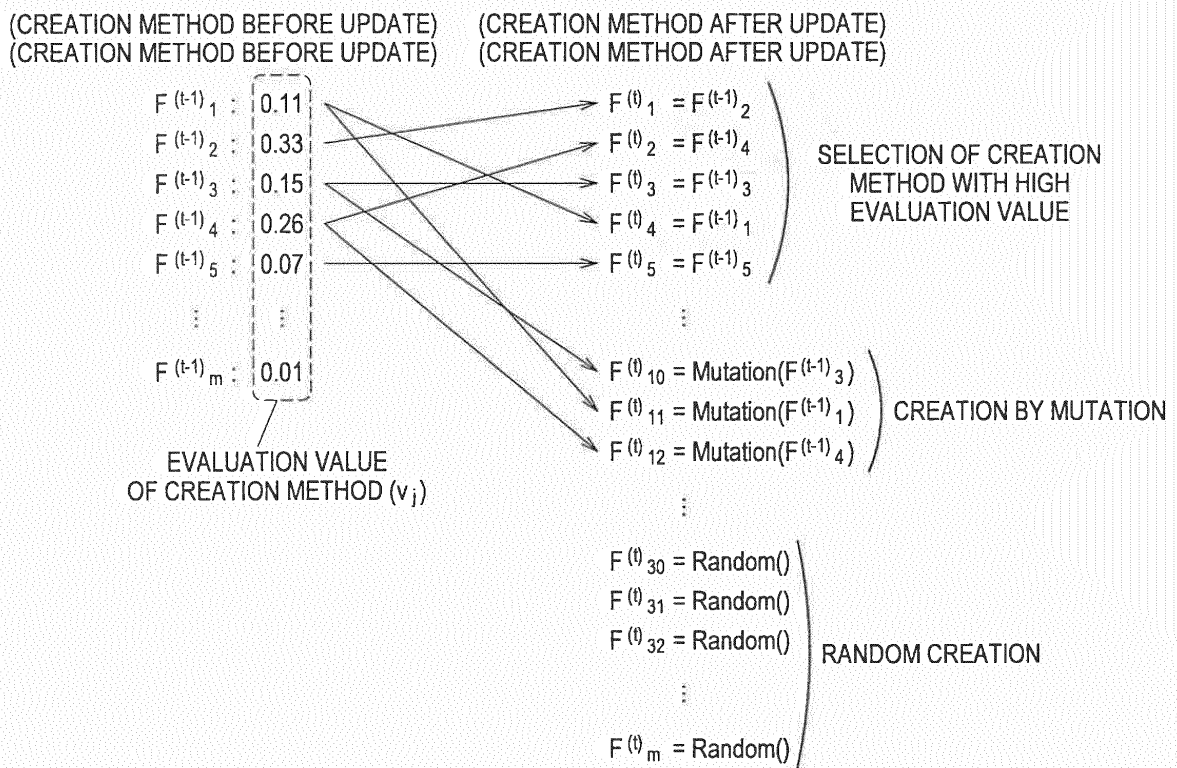 (CREATION METHOD BEFORE UPDATE) (CREATION METHOD AFTER UPDATE)
(CREATION METHOD BEFORE UPDATE) (CREATION METHOD AFTER UPDATE)
F (t-1) 1 : 0.11
F (t-1) 2 : 0.33
F (t-1) 3 : 0.15
F (t-1) 4 : 0.26
F (t-1) 5 : 0.07
⋮ ⋮
F (t-1) m : 0.01
EVALUATION VALUE
OF CREATION METHOD (v j)
F (t) 1 = F (t-1) 2
F (t) 2 = F (t-1) 4
F (t) 3 = F (t-1) 3
F (t) 4 = F (t-1) 1
F (t) 5 = F (t-1) 5
⋮
SELECTION OF CREATION
METHOD WITH HIGH
EVALUATION VALUE
F (t) 10 = Mutation(F (t-1) 3)
F (t) 11 = Mutation(F (t-1) 1)
F (t) 12 = Mutation(F (t-1) 4)
⋮
CREATION BY MUTATION
F (t) 30 = Random()
F (t) 31 = Random()
F (t) 32 = Random()
⋮
F (t) m = Random()
RANDOM CREATION